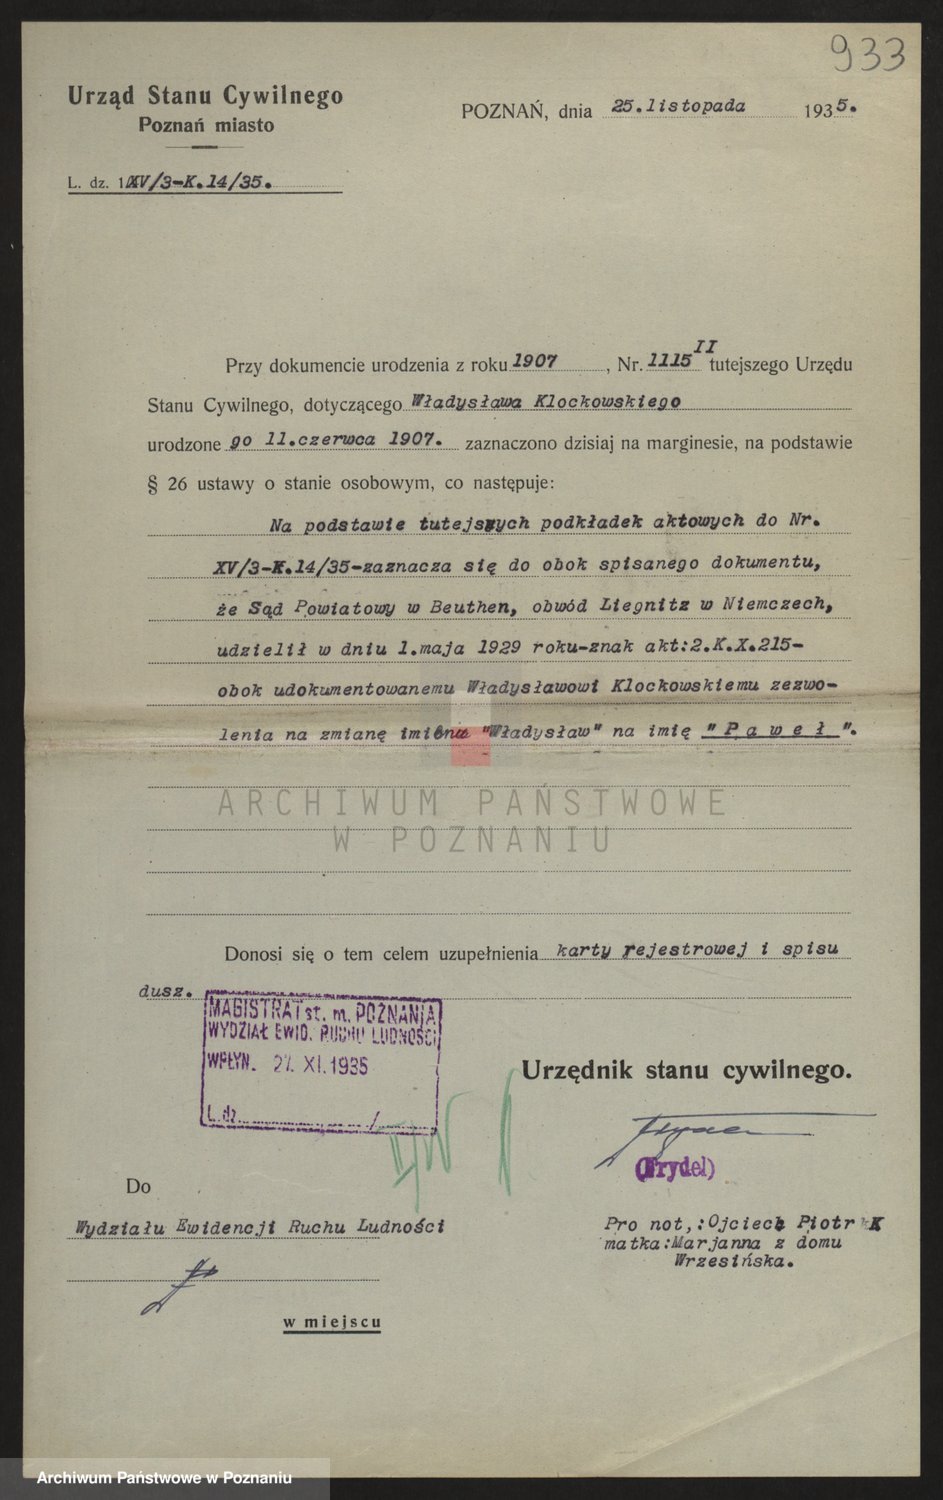 933
Urząd Stanu Cywilnego
Poznań miasto
POZNAŃ, dnia 25.listopada 1935.
L. dz. 1XV/3-K.14/35.
Przy dokumencie urodzenia z roku 1907, Nr. 1115 II tutejszego Urzędu
Stanu Cywilnego, dotyczącego Władysława Klockowskiego
urodzone go 11.czerwca 1907. zaznaczono dzisiaj na marginesie, na podstawie
§ 26 ustawy o stanie osobowym, co następuje:
Na podstawie tutejszych podkładek aktowych do Nr.
XV/3-K.14/35-zaznacza się do obok spisanego dokumentu,
że Sąd Powiatowy w Beuthen, obwód Liegnitz w Niemczech,
udzielił w dniu 1.maja 1929 roku-znak akt:2.K.X.215-
obok udokumentowanemu Władysławowi Klockowskiemu zezwo-
lenia na zmianę imienia "Władysław" na imię "Paweł".
ARCHIWUM PAŃSTWOWE
W POZNANIU
Donosi się o tem celem uzupełnienia karty rejestrowej i spisu
dusz.
MAGISTRAT st. m. POZNANIA
WYDZIAŁ EWID. RUCHU LUDNOŚCI
WPŁYN. 27. XI. 1935
L. dz. /
Urzędnik stanu cywilnego.
(Frydel)
Do
Wydziału Ewidencji Ruchu Ludności
Pro not,:Ojciec Piotr K
matka:Marjanna z domu
Wrzesińska.
w miejscu
Archiwum Państwowe w Poznaniu